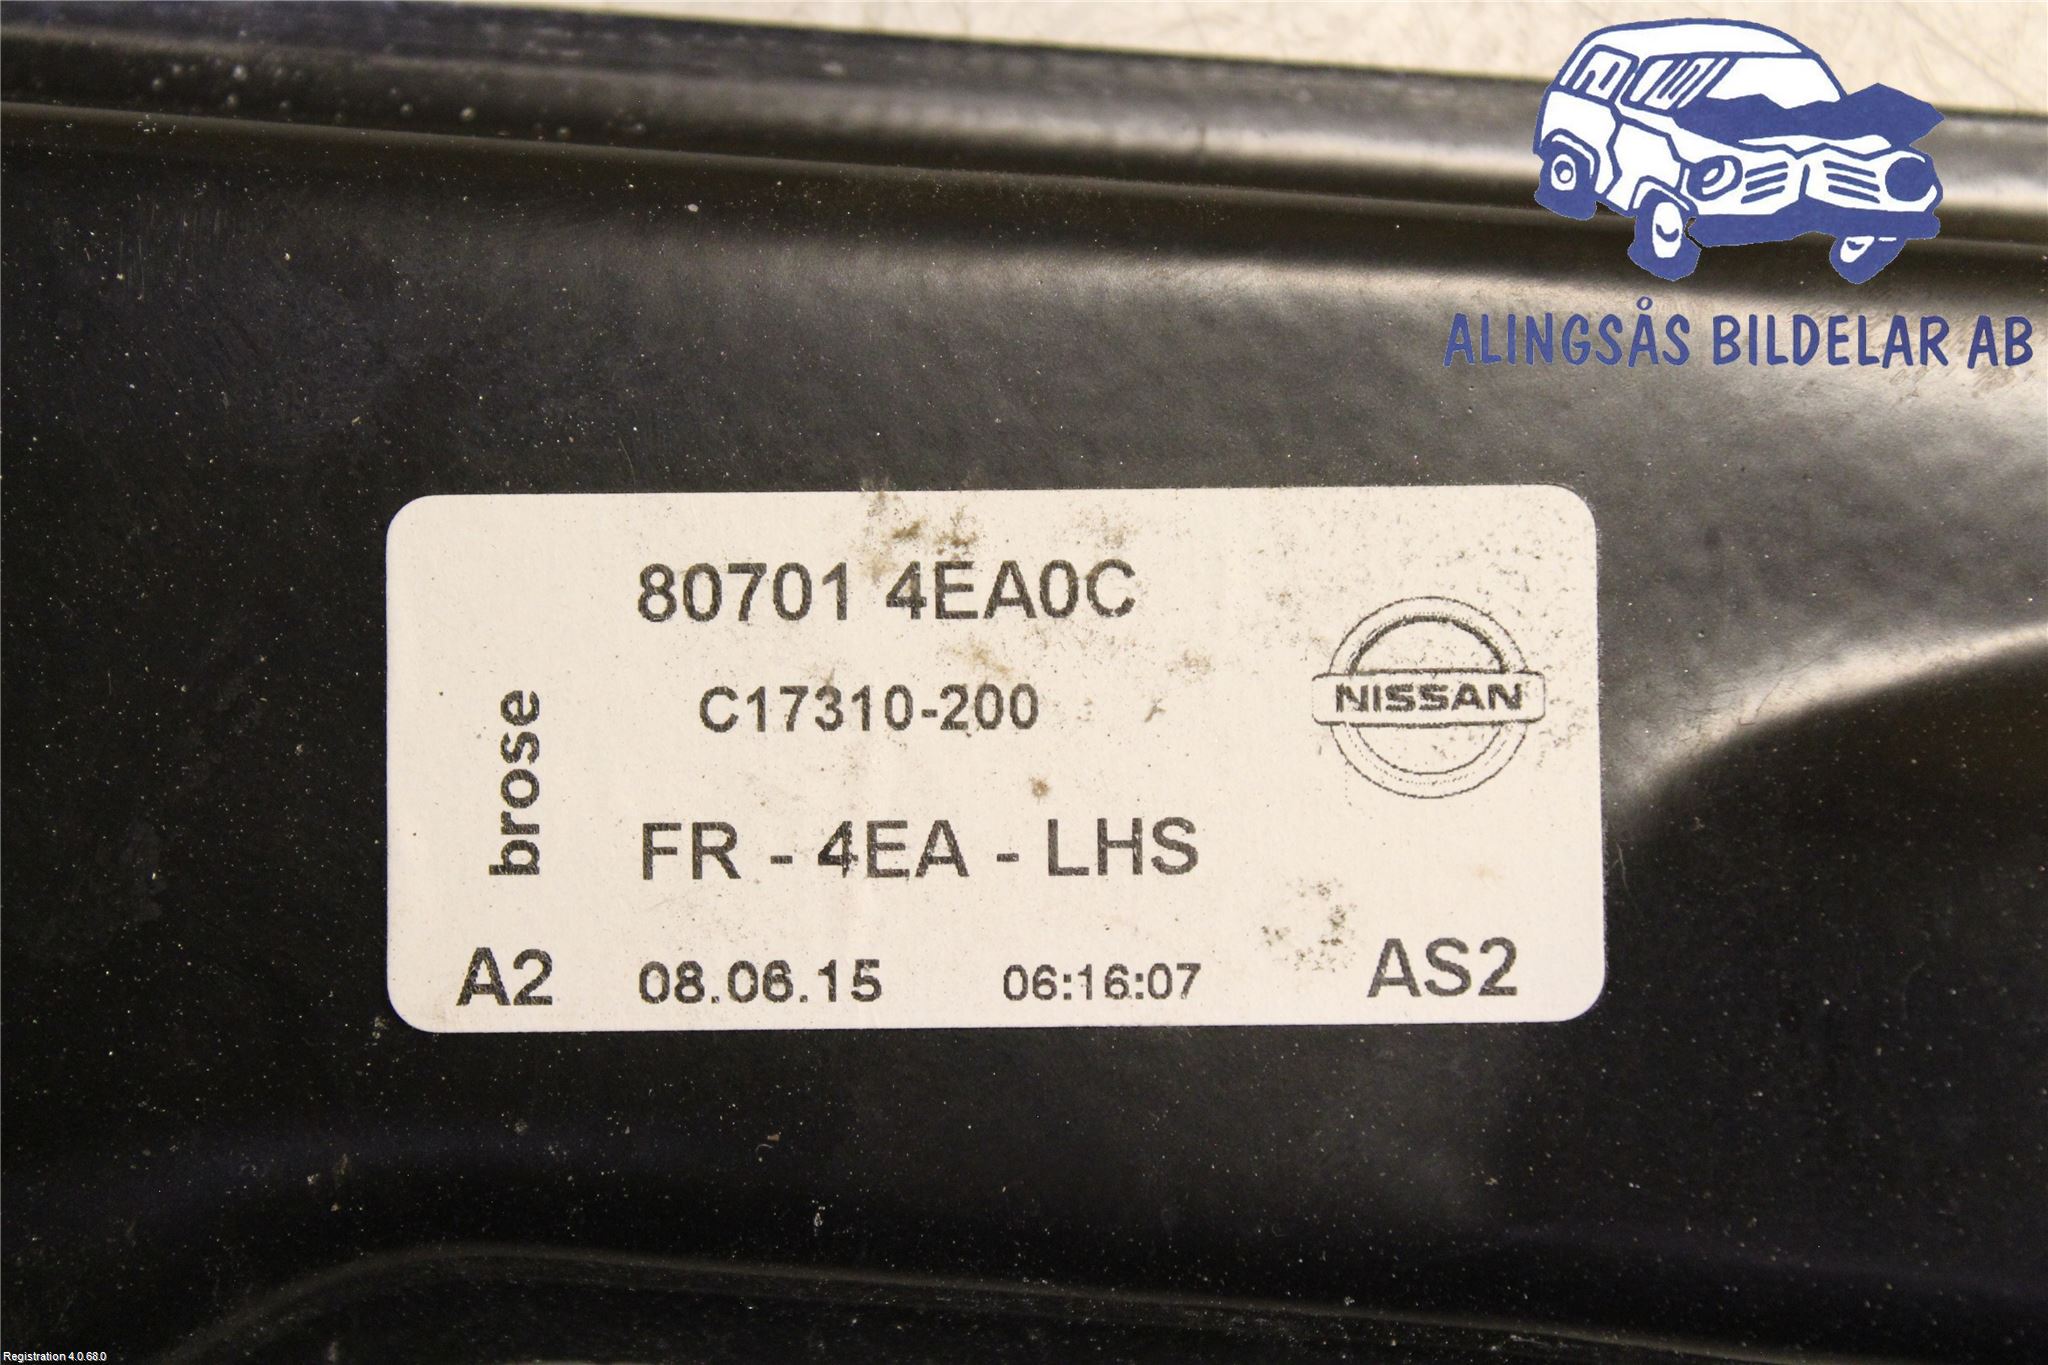 ALINGSÅS BILDELAR AB
80701 4EA0C
C17310-200
NISSAN
brose
FR - 4EA - LHS
A2 08.06.15 06:16:07 AS2
Registration 4.0.68.0